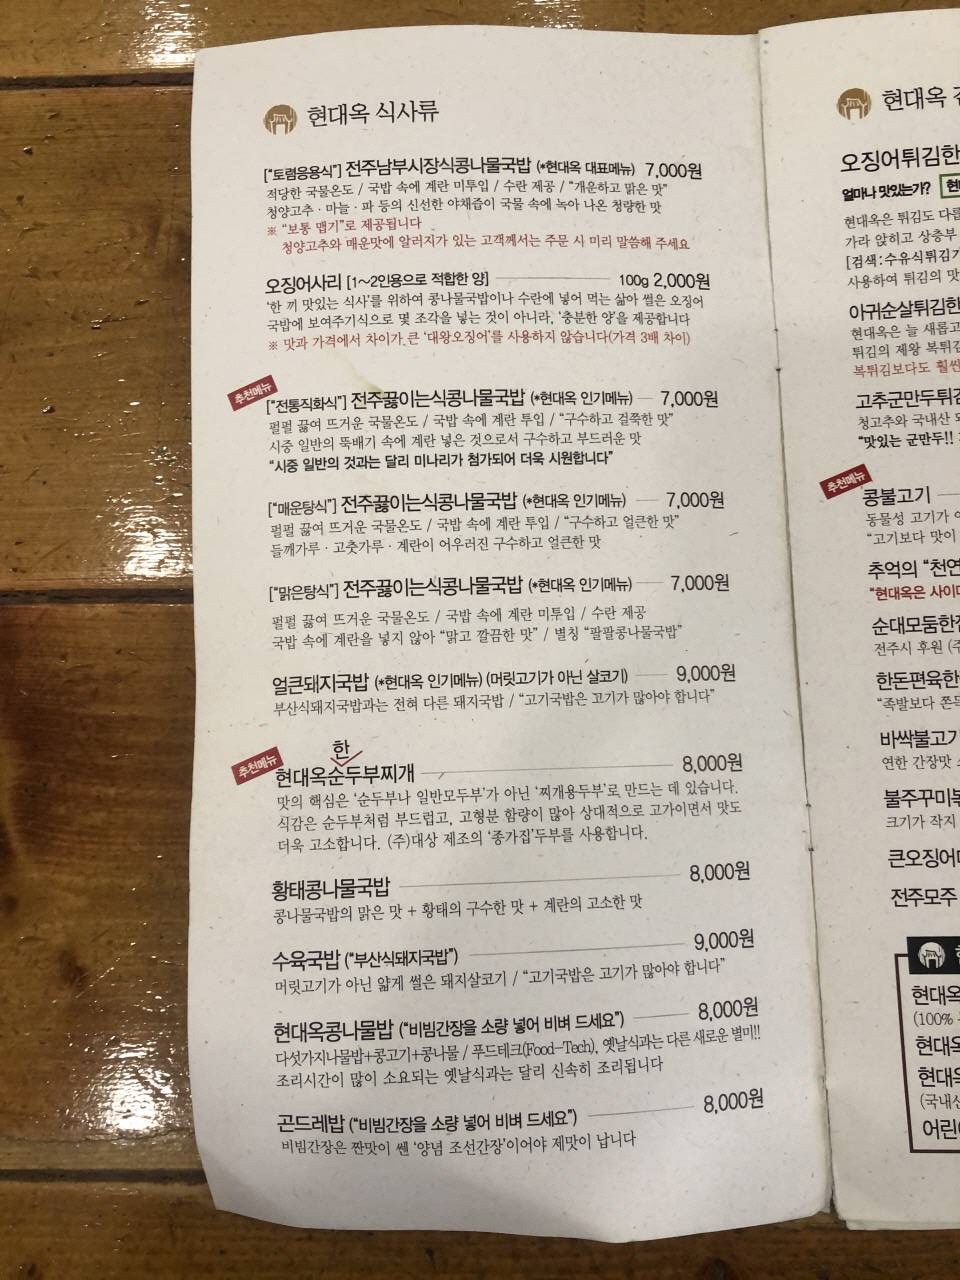 현대옥 식사류
["토렴응용식"] 전주남부시장식콩나물국밥 (*현대옥 대표메뉴) 7,000원
적당한 국물온도 / 국밥 속에 계란 미투입 / 수란 제공 / "개운하고 맑은 맛"
청양고추 · 마늘 · 파 등의 신선한 야채즙이 국물 속에 녹아 나온 청량한 맛
※ "보통 맵기"로 제공됩니다
청양고추와 매운맛에 알러지가 있는 고객께서는 주문 시 미리 말씀해 주세요
오징어사리 [1~2인용으로 적합한 양] 100g 2,000원
'한 끼 맛있는 식사'를 위하여 콩나물국밥이나 수란에 넣어 먹는 삶아 썰은 오징어
국밥에 보여주기식으로 몇 조각을 넣는 것이 아니라, '충분한 양'을 제공합니다
※ 맛과 가격에서 차이가 큰 '대왕오징어'를 사용하지 않습니다(가격 3배 차이)
추천메뉴
["전통직화식"] 전주끓이는식콩나물국밥 (*현대옥 인기메뉴) 7,000원
펄펄 끓여 뜨거운 국물온도 / 국밥 속에 계란 투입 / "구수하고 걸쭉한 맛"
시중 일반의 뚝배기 속에 계란 넣은 것으로서 구수하고 부드러운 맛
"시중 일반의 것과는 달리 미나리가 첨가되어 더욱 시원합니다"
["매운탕식"] 전주끓이는식콩나물국밥 (*현대옥 인기메뉴) 7,000원
펄펄 끓여 뜨거운 국물온도 / 국밥 속에 계란 투입 / "구수하고 얼큰한 맛"
들깨가루 · 고춧가루 · 계란이 어우러진 구수하고 얼큰한 맛
["맑은탕식"] 전주끓이는식콩나물국밥 (*현대옥 인기메뉴) 7,000원
펄펄 끓여 뜨거운 국물온도 / 국밥 속에 계란 미투입 / 수란 제공
국밥 속에 계란을 넣지 않아 "맑고 깔끔한 맛" / 별칭 "팔팔콩나물국밥"
얼큰돼지국밥 (*현대옥 인기메뉴) (머릿고기가 아닌 살코기) 9,000원
부산식돼지국밥과는 전혀 다른 돼지국밥 / "고기국밥은 고기가 많아야 합니다"
추천메뉴
한
현대옥순두부찌개 8,000원
맛의 핵심은 '순두부나 일반모두부'가 아닌 '찌개용두부'로 만드는 데 있습니다.
식감은 순두부처럼 부드럽고, 고형분 함량이 많아 상대적으로 고가이면서 맛도
더욱 고소합니다. (주)대상 제조의 '종가집'두부를 사용합니다.
황태콩나물국밥 8,000원
콩나물국밥의 맑은 맛 + 황태의 구수한 맛 + 계란의 고소한 맛
수육국밥 ("부산식돼지국밥") 9,000원
머릿고기가 아닌 얇게 썰은 돼지살코기 / "고기국밥은 고기가 많아야 합니다"
현대옥콩나물밥 ("비빔간장을 소량 넣어 비벼 드세요") 8,000원
다섯가지나물밥+콩고기+콩나물 / 푸드테크(Food-Tech), 옛날식과는 다른 새로운 별미!!
조리시간이 많이 소요되는 옛날식과는 달리 신속히 조리됩니다
곤드레밥 ("비빔간장을 소량 넣어 비벼 드세요") 8,000원
비빔간장은 짠맛이 쎈 '양념 조선간장'이어야 제맛이 납니다
현대옥
오징어튀김한
얼마나 맛있는가?
현대옥은 튀김도 다른
가라 앉히고 상층부
[검색:수유식튀김기
사용하여 튀김의 맛
아귀순살튀김한
현대옥은 늘 새롭고
튀김의 제왕 복튀김
복튀김보다도 훨씬
고추군만두튀김
청고추와 국내산
"맛있는 군만두!!
추천메뉴
콩불고기
동물성 고기가
"고기보다 맛이
추억의 "천연
"현대옥은 사이다
순대모둠한접
전주시 후원 (주
한돈편육한
"족발보다 쫀득
바싹불고기
연한 간장맛
불주꾸미볶
크기가 작지
큰오징어
전주모주
현대옥
(100%
현대옥
현대옥
(국내산
어린이